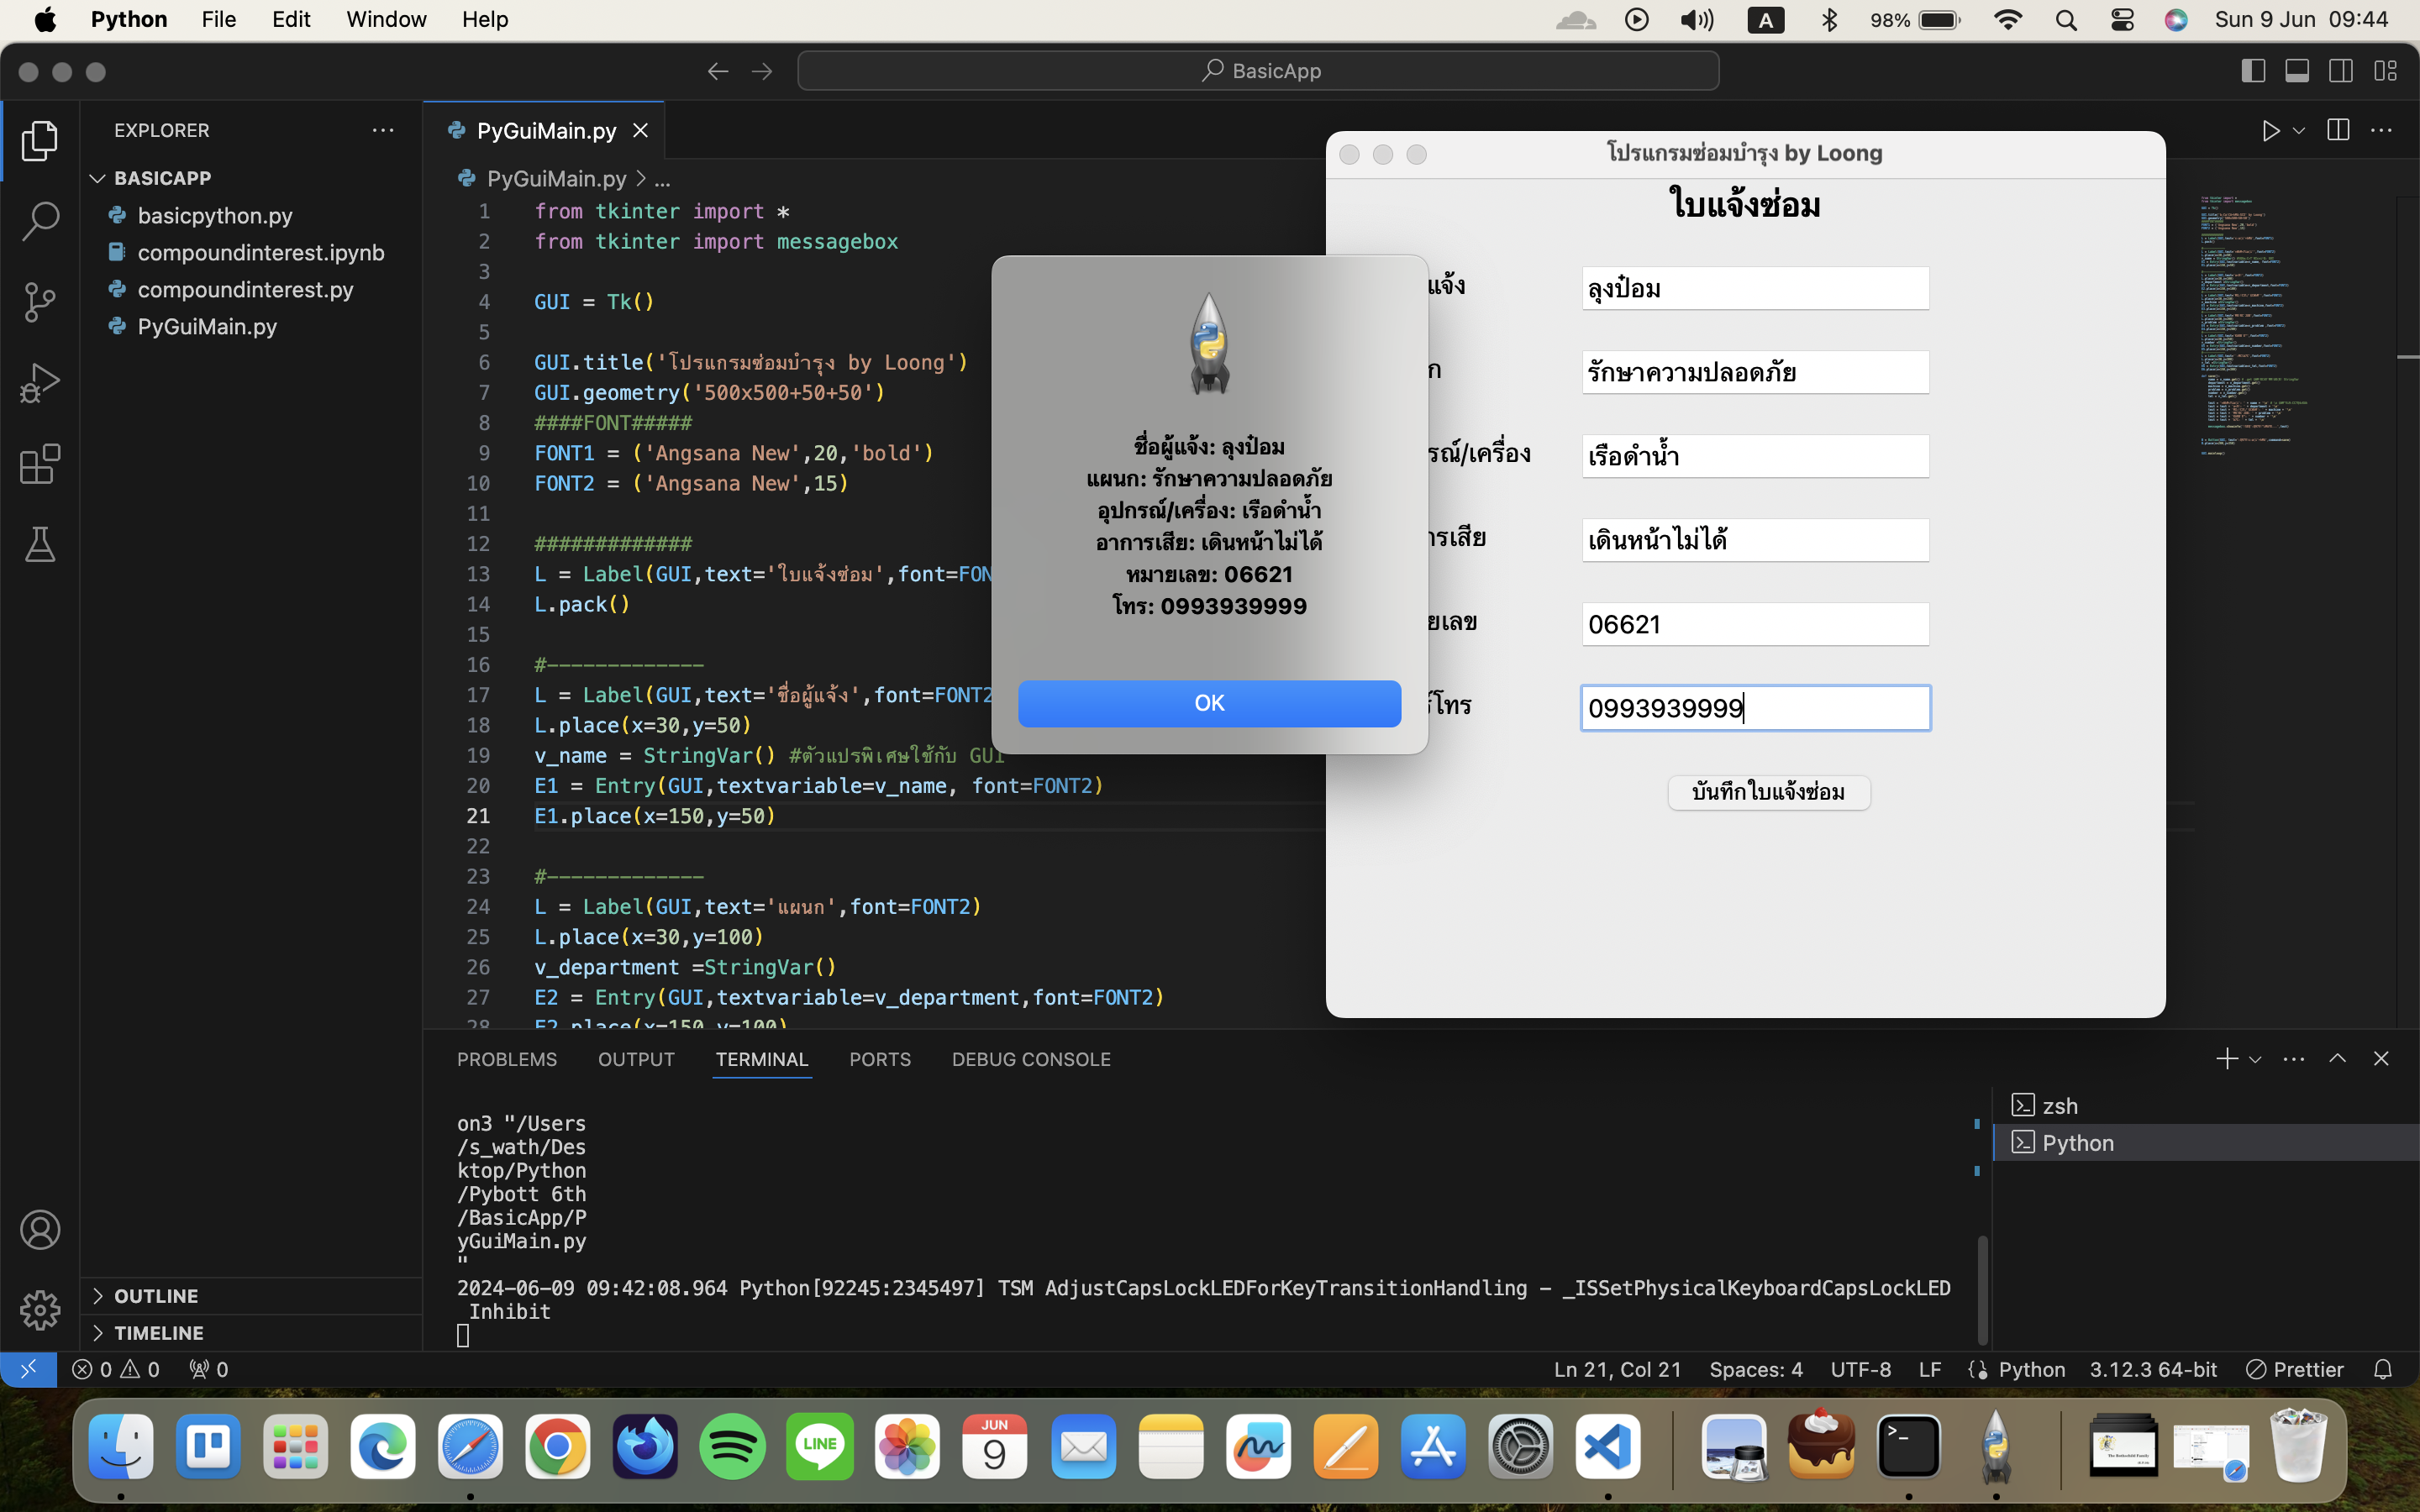 Python File Edit Window Help
A 98% Sun 9 Jun 09:44
BasicApp
EXPLORER
BASICAPP
basicpython.py
compoundinterest.ipynb
compoundinterest.py
PyGuiMain.py
OUTLINE
TIMELINE
PyGuiMain.py
PyGuiMain.py > ...
1 from tkinter import *
2 from tkinter import messagebox
3
4 GUI = Tk()
5
6 GUI.title('โปรแกรมซ่อมบำรุง by Loong')
7 GUI.geometry('500x500+50+50')
8 ####FONT#####
9 FONT1 = ('Angsana New',20,'bold')
10 FONT2 = ('Angsana New',15)
11
12 #############
13 L = Label(GUI,text='ใบแจ้งซ่อม',font=FON
14 L.pack()
15
16 #-------------
17 L = Label(GUI,text='ชื่อผู้แจ้ง',font=FONT2
18 L.place(x=30,y=50)
19 v_name = StringVar() #ตัวแปรพิเศษใช้กับ GUI
20 E1 = Entry(GUI,textvariable=v_name, font=FONT2)
21 E1.place(x=150,y=50)
22
23 #-------------
24 L = Label(GUI,text='แผนก',font=FONT2)
25 L.place(x=30,y=100)
26 v_department =StringVar()
27 E2 = Entry(GUI,textvariable=v_department,font=FONT2)
28 E2.place(x=150,y=100)
ชื่อผู้แจ้ง: ลุงป๋อม
แผนก: รักษาความปลอดภัย
อุปกรณ์/เครื่อง: เรือดำน้ำ
อาการเสีย: เดินหน้าไม่ได้
หมายเลข: 06621
โทร: 0993939999
OK
โปรแกรมซ่อมบำรุง by Loong
ใบแจ้งซ่อม
แจ้ง ลุงป๋อม
ก รักษาความปลอดภัย
รณ์/เครื่อง เรือดำน้ำ
ารเสีย เดินหน้าไม่ได้
ยเลข 06621
์โทร 0993939999
บันทึกใบแจ้งซ่อม
PROBLEMS OUTPUT TERMINAL PORTS DEBUG CONSOLE
on3 "/Users
/s_wath/Des
ktop/Python
/Pybott 6th
/BasicApp/P
yGuiMain.py
"
2024-06-09 09:42:08.964 Python[92245:2345497] TSM AdjustCapsLockLEDForKeyTransitionHandling - _ISSetPhysicalKeyboardCapsLockLED
Inhibit
zsh
Python
0 0 0
Ln 21, Col 21 Spaces: 4 UTF-8 LF Python 3.12.3 64-bit Prettier
LINE
JUN
9